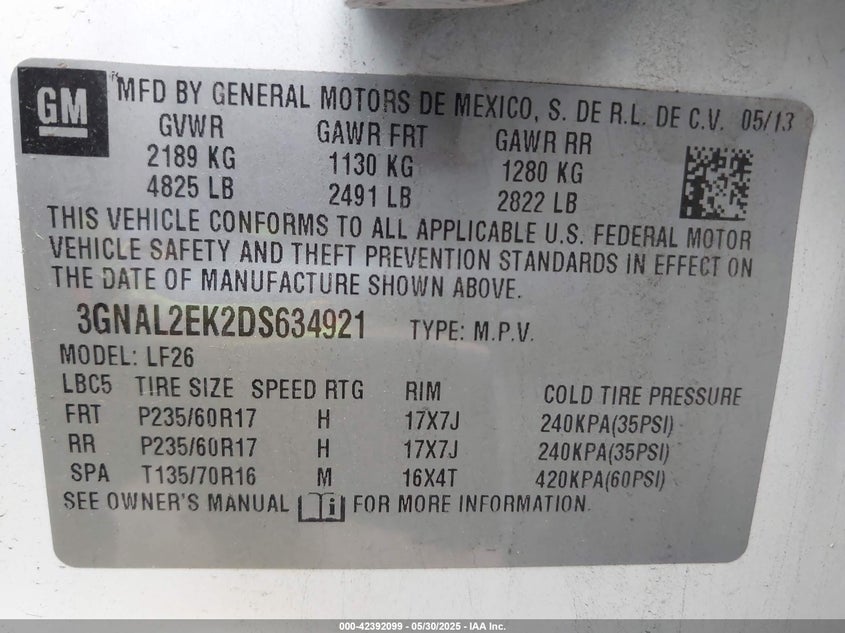 GM
MFD BY GENERAL MOTORS DE MEXICO, S. DE R.L. DE C.V. 05/13
GVWR GAWR FRT GAWR RR
2189 KG 1130 KG 1280 KG
4825 LB 2491 LB 2822 LB
THIS VEHICLE CONFORMS TO ALL APPLICABLE U.S. FEDERAL MOTOR
VEHICLE SAFETY AND THEFT PREVENTION STANDARDS IN EFFECT ON
THE DATE OF MANUFACTURE SHOWN ABOVE.
3GNAL2EK2DS634921 TYPE: M.P.V.
MODEL: LF26
LBC5 TIRE SIZE SPEED RTG RIM COLD TIRE PRESSURE
FRT P235/60R17 H 17X7J 240KPA(35PSI)
RR P235/60R17 H 17X7J 240KPA(35PSI)
SPA T135/70R16 M 16X4T 420KPA(60PSI)
SEE OWNER'S MANUAL i FOR MORE INFORMATION.
000-42392099 - 05/30/2025 - IAA Inc.